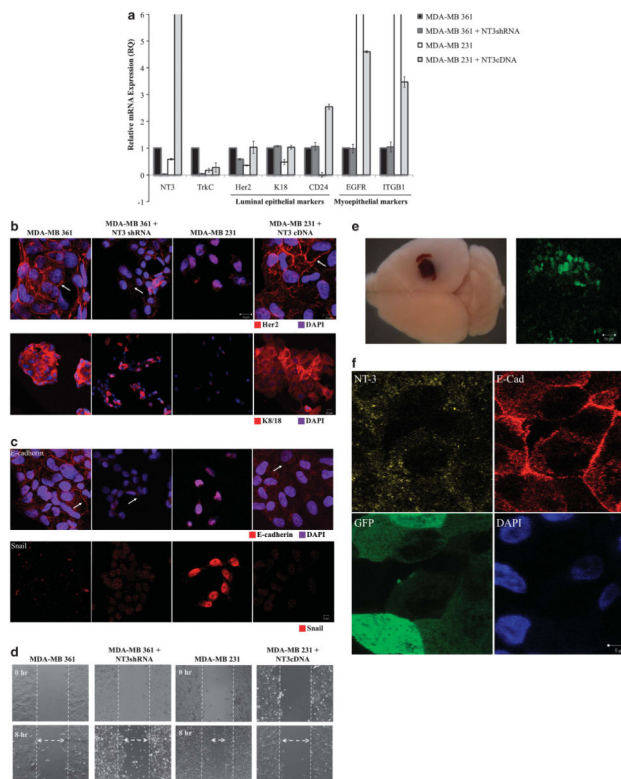 a
Relative mRNA Expression (RQ)
6
5
4
3
2
1
0
-1
MDA-MB 361
MDA-MB 361 + NT3shRNA
MDA-MB 231
MDA-MB 231 + NT3cDNA
NT3 TrkC Her2 K18 CD24 EGFR ITGB1
Luminal epithelial markers Myoepithelial markers
b
MDA-MB 361
MDA-MB 361 +
NT3 shRNA
MDA-MB 231
MDA-MB 231 +
NT3 cDNA
Her2 DAPI
K8/18 DAPI
c
E-cadherin
E-cadherin DAPI
Snail
Snail
d
MDA-MB 361
MDA-MB 361 +
NT3shRNA
MDA-MB 231
MDA-MB 231 +
NT3cDNA
0 hr
0 hr
8 hr
8 hr
e
f
NT-3
E-Cad
GFP
DAPI